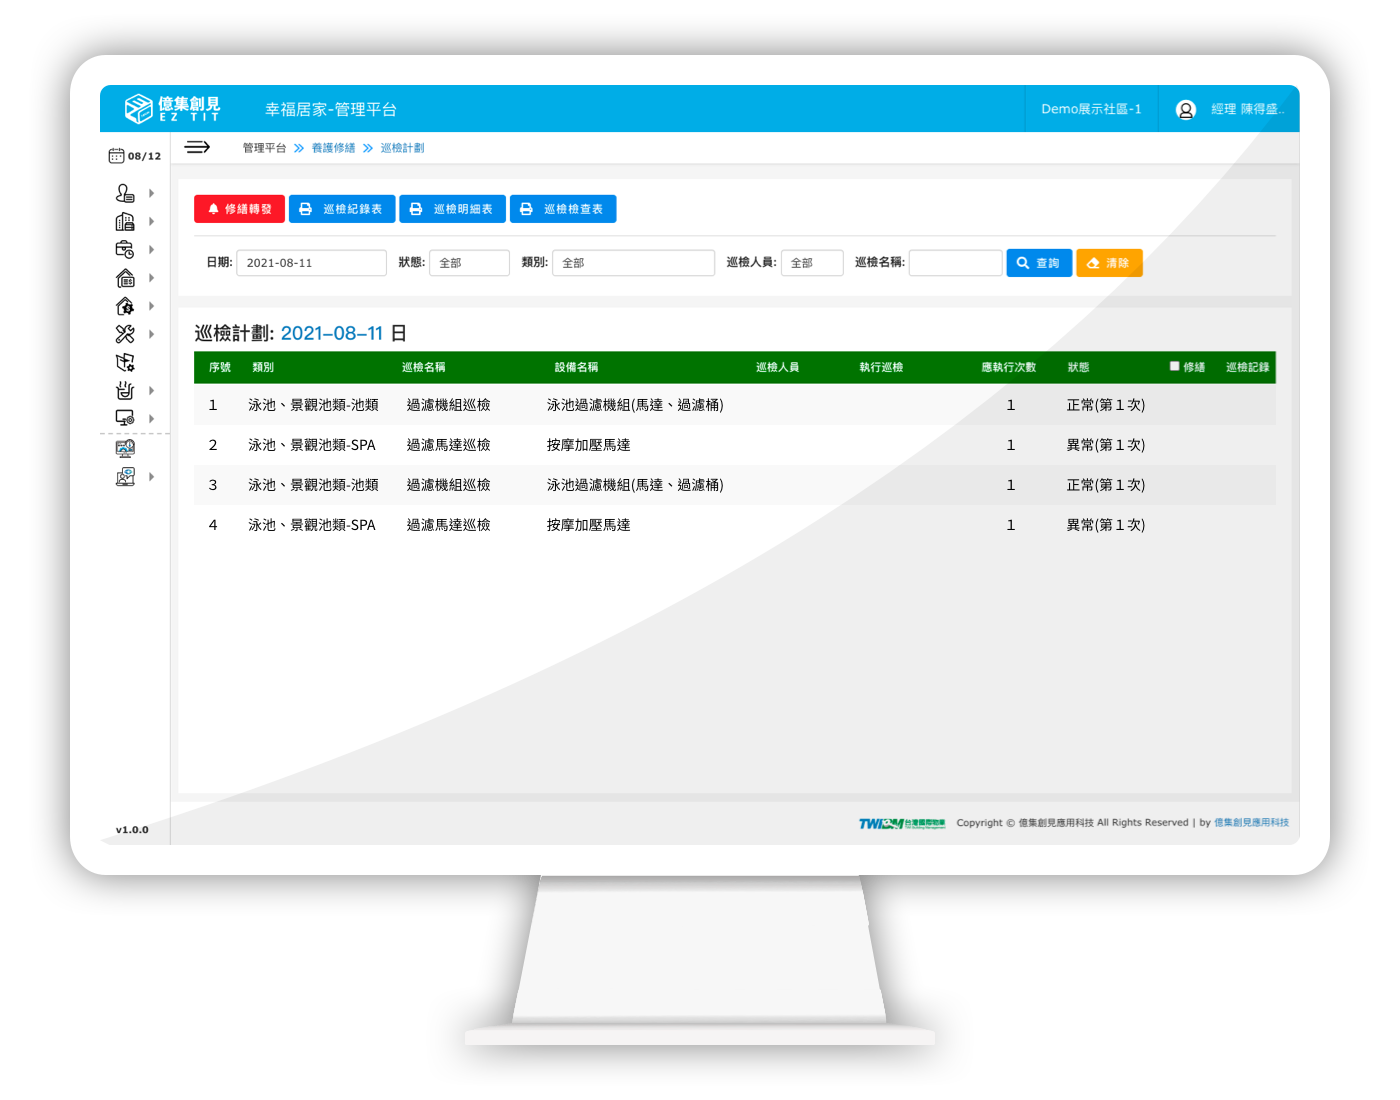 億集創見
EZ TIT
幸福居家-管理平台
Demo展示社區-1
經理 陳得盛..
08/12
管理平台 養護修繕 巡檢計劃
修繕轉發 巡檢紀錄表 巡檢明細表 巡檢檢查表
日期: 2021-08-11 狀態: 全部 類別: 全部 巡檢人員: 全部 巡檢名稱: 查詢 清除
巡檢計劃: 2021-08-11 日
序號 類別 巡檢名稱 設備名稱 巡檢人員 執行巡檢 應執行次數 狀態 修繕 巡檢記錄
1 泳池、景觀池類-池類 過濾機組巡檢 泳池過濾機組(馬達、過濾桶) 1 正常(第1次)
2 泳池、景觀池類-SPA 過濾馬達巡檢 按摩加壓馬達 1 異常(第1次)
3 泳池、景觀池類-池類 過濾機組巡檢 泳池過濾機組(馬達、過濾桶) 1 正常(第1次)
4 泳池、景觀池類-SPA 過濾馬達巡檢 按摩加壓馬達 1 異常(第1次)
v1.0.0
台灣國際物業 Copyright © 億集創見應用科技 All Rights Reserved | by 億集創見應用科技